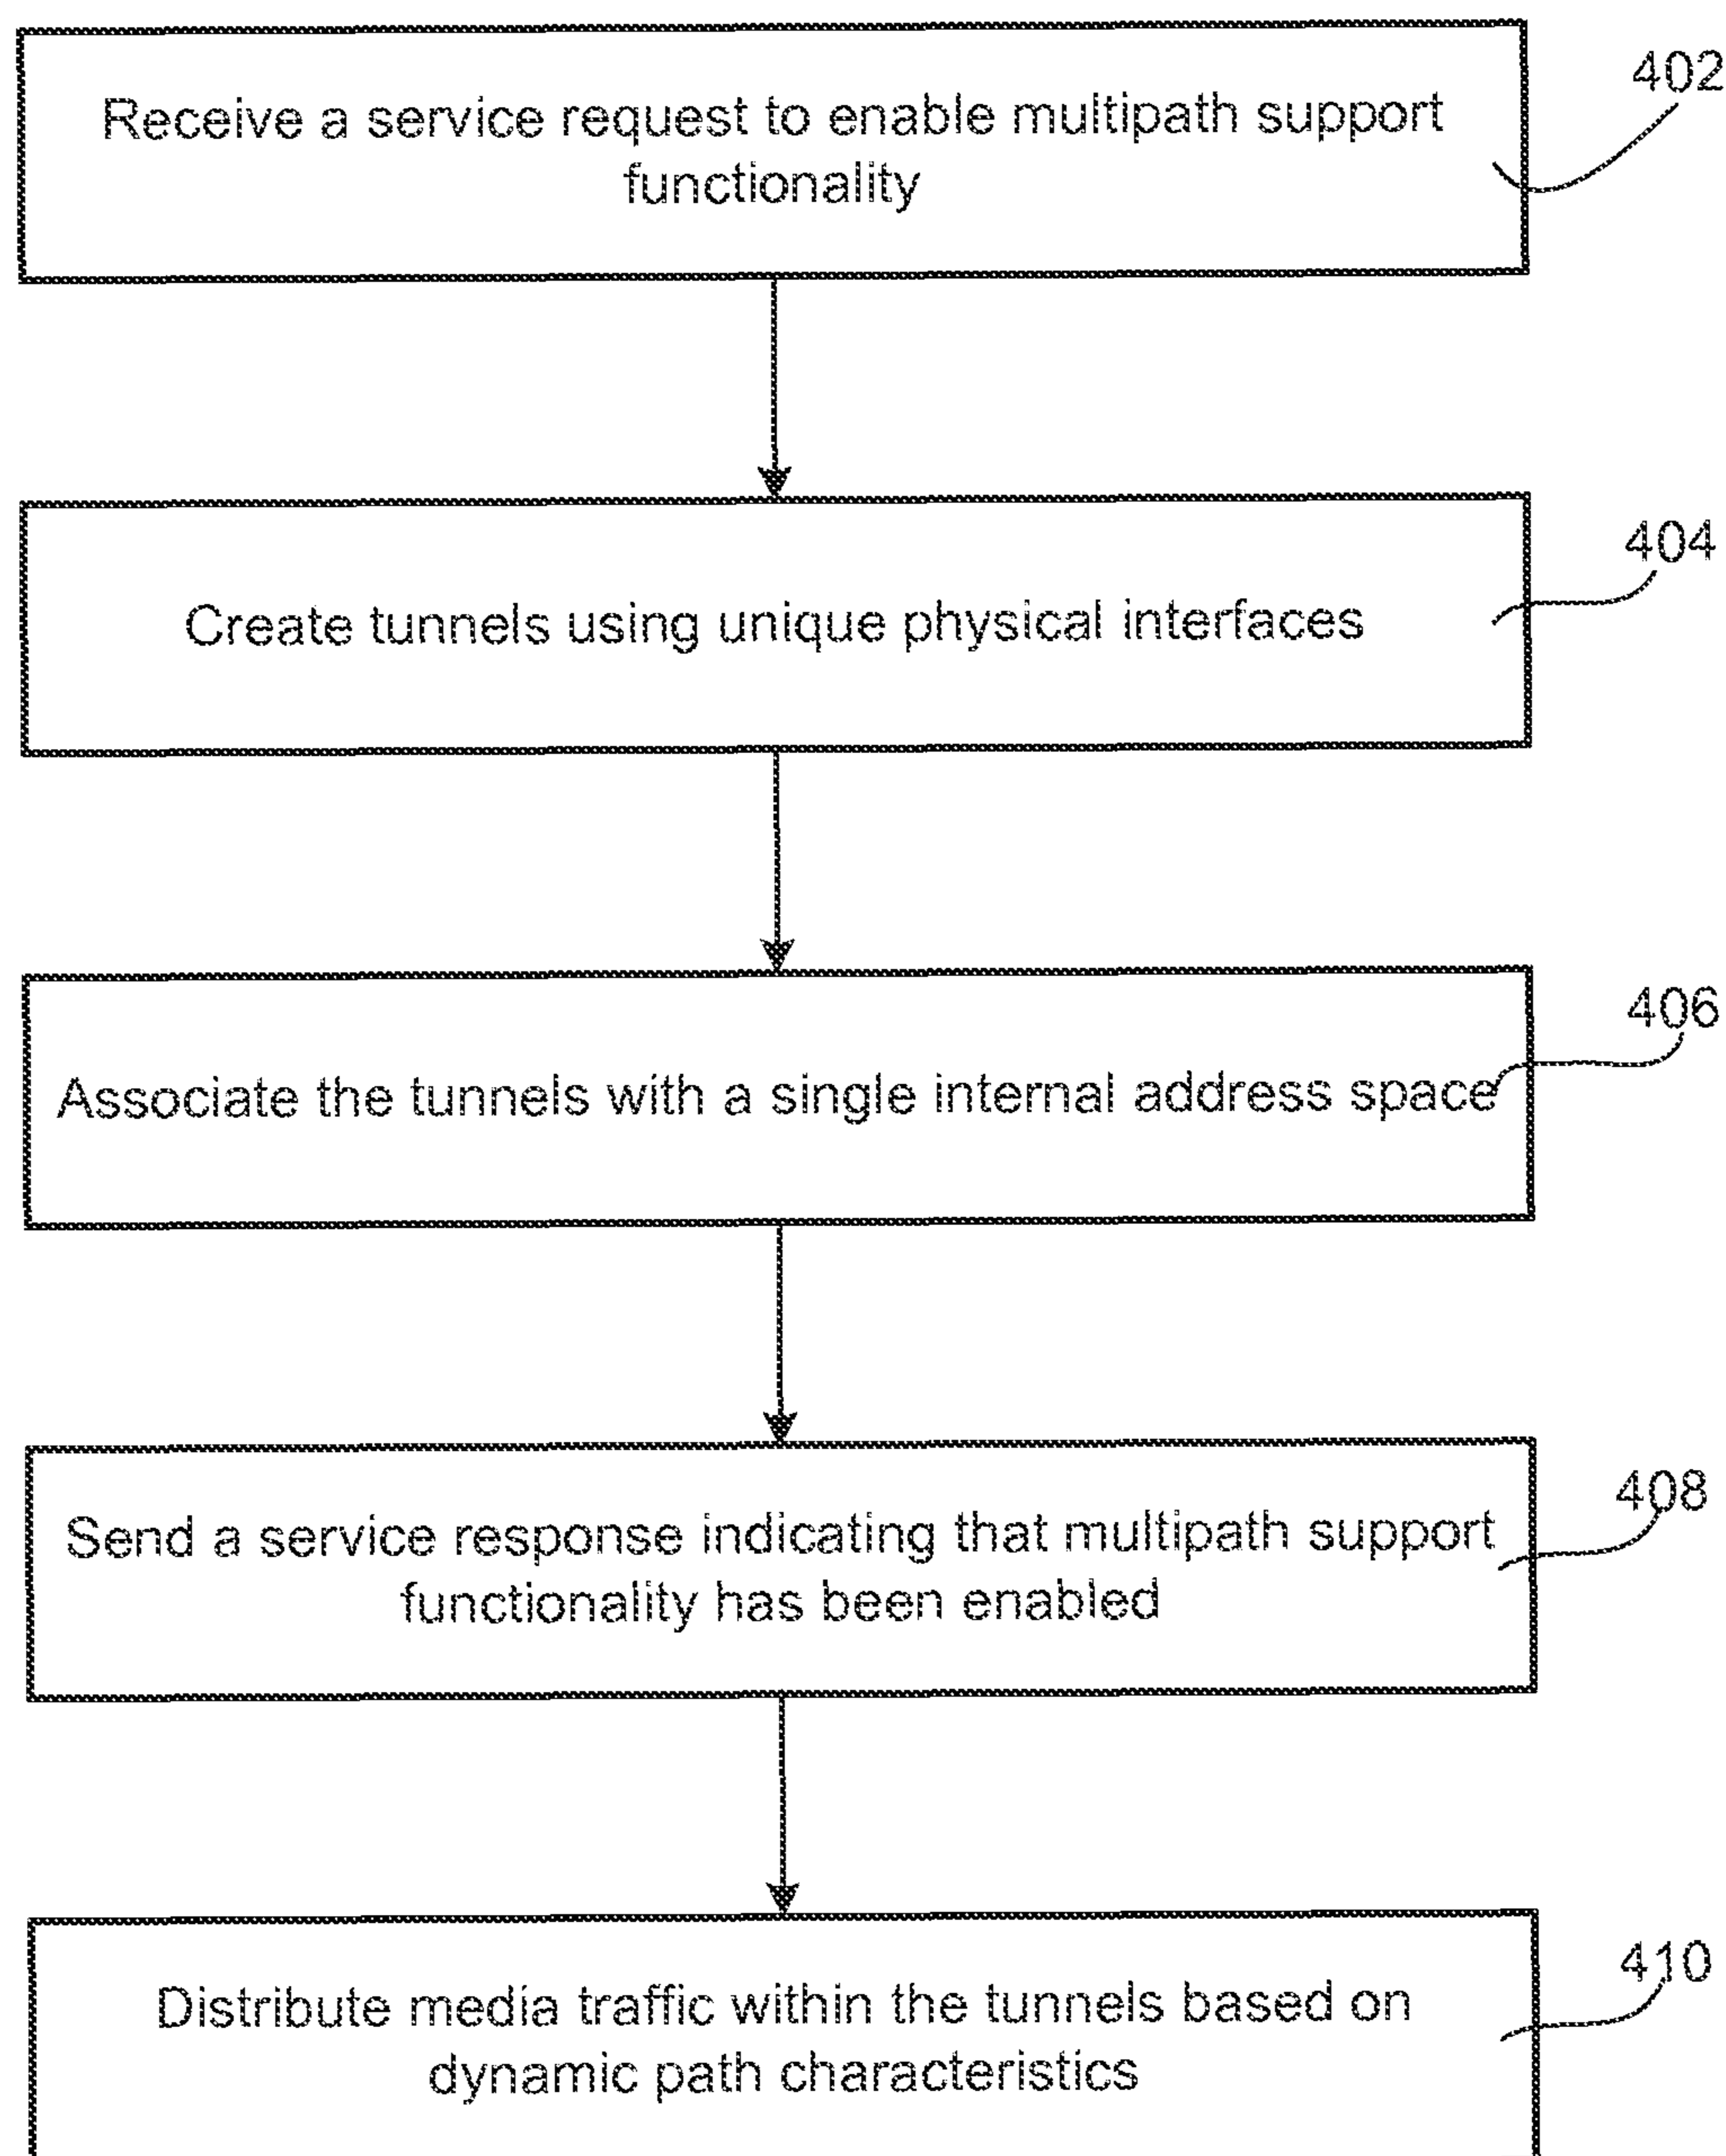 Receive a service request to enable multipath support
functionality
402
Create tunnels using unique physical interfaces
404
Associate the tunnels with a single internal address space
406
Send a service response indicating that multipath support
functionality has been enabled
408
Distribute media traffic within the tunnels based on
dynamic path characteristics
410